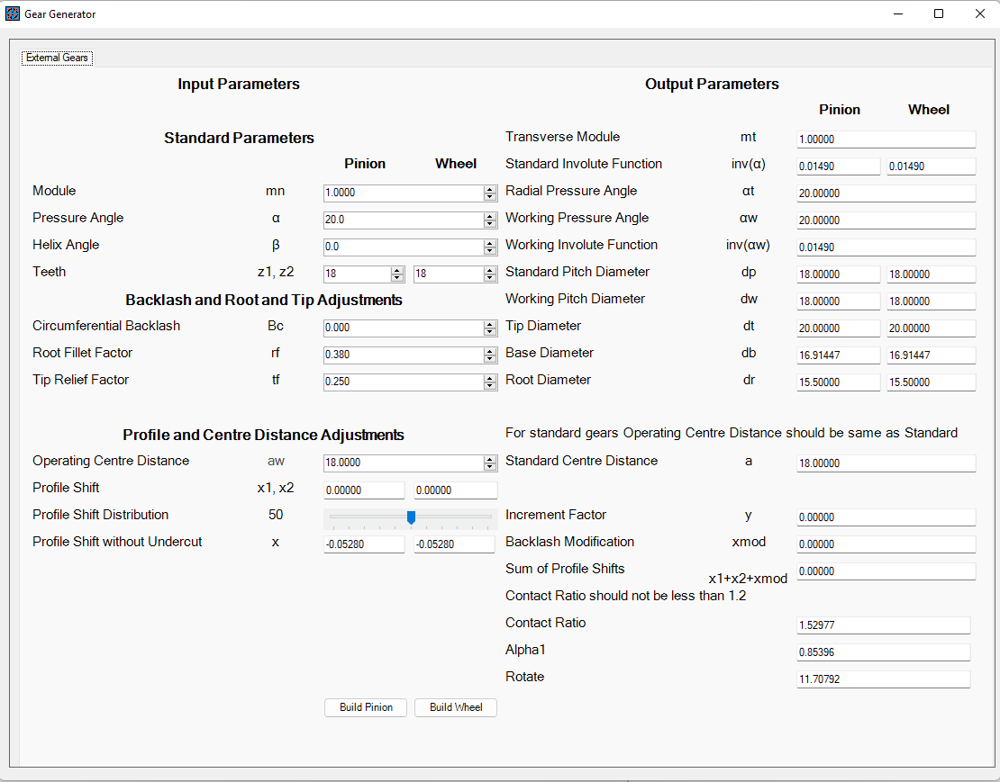 Gear Generator
External Gears
Input Parameters
Output Parameters
Pinion Wheel
Standard Parameters
Transverse Module mt 1.00000
Pinion Wheel
Standard Involute Function inv(α) 0.01490 0.01490
Module mn 1.0000
Radial Pressure Angle αt 20.00000
Pressure Angle α 20.0
Working Pressure Angle αw 20.00000
Helix Angle β 0.0
Working Involute Function inv(αw) 0.01490
Teeth z1, z2 18 18
Standard Pitch Diameter dp 18.00000 18.00000
Backlash and Root and Tip Adjustments
Working Pitch Diameter dw 18.00000 18.00000
Circumferential Backlash Bc 0.000
Tip Diameter dt 20.00000 20.00000
Root Fillet Factor rf 0.380
Base Diameter db 16.91447 16.91447
Tip Relief Factor tf 0.250
Root Diameter dr 15.50000 15.50000
Profile and Centre Distance Adjustments
For standard gears Operating Centre Distance should be same as Standard
Operating Centre Distance aw 18.0000
Standard Centre Distance a 18.00000
Profile Shift x1, x2 0.00000 0.00000
Profile Shift Distribution 50
Increment Factor y 0.00000
Profile Shift without Undercut x -0.05280 -0.05280
Backlash Modification xmod 0.00000
Sum of Profile Shifts x1+x2+xmod 0.00000
Contact Ratio should not be less than 1.2
Contact Ratio 1.52977
Alpha1 0.85396
Rotate 11.70792
Build Pinion Build Wheel